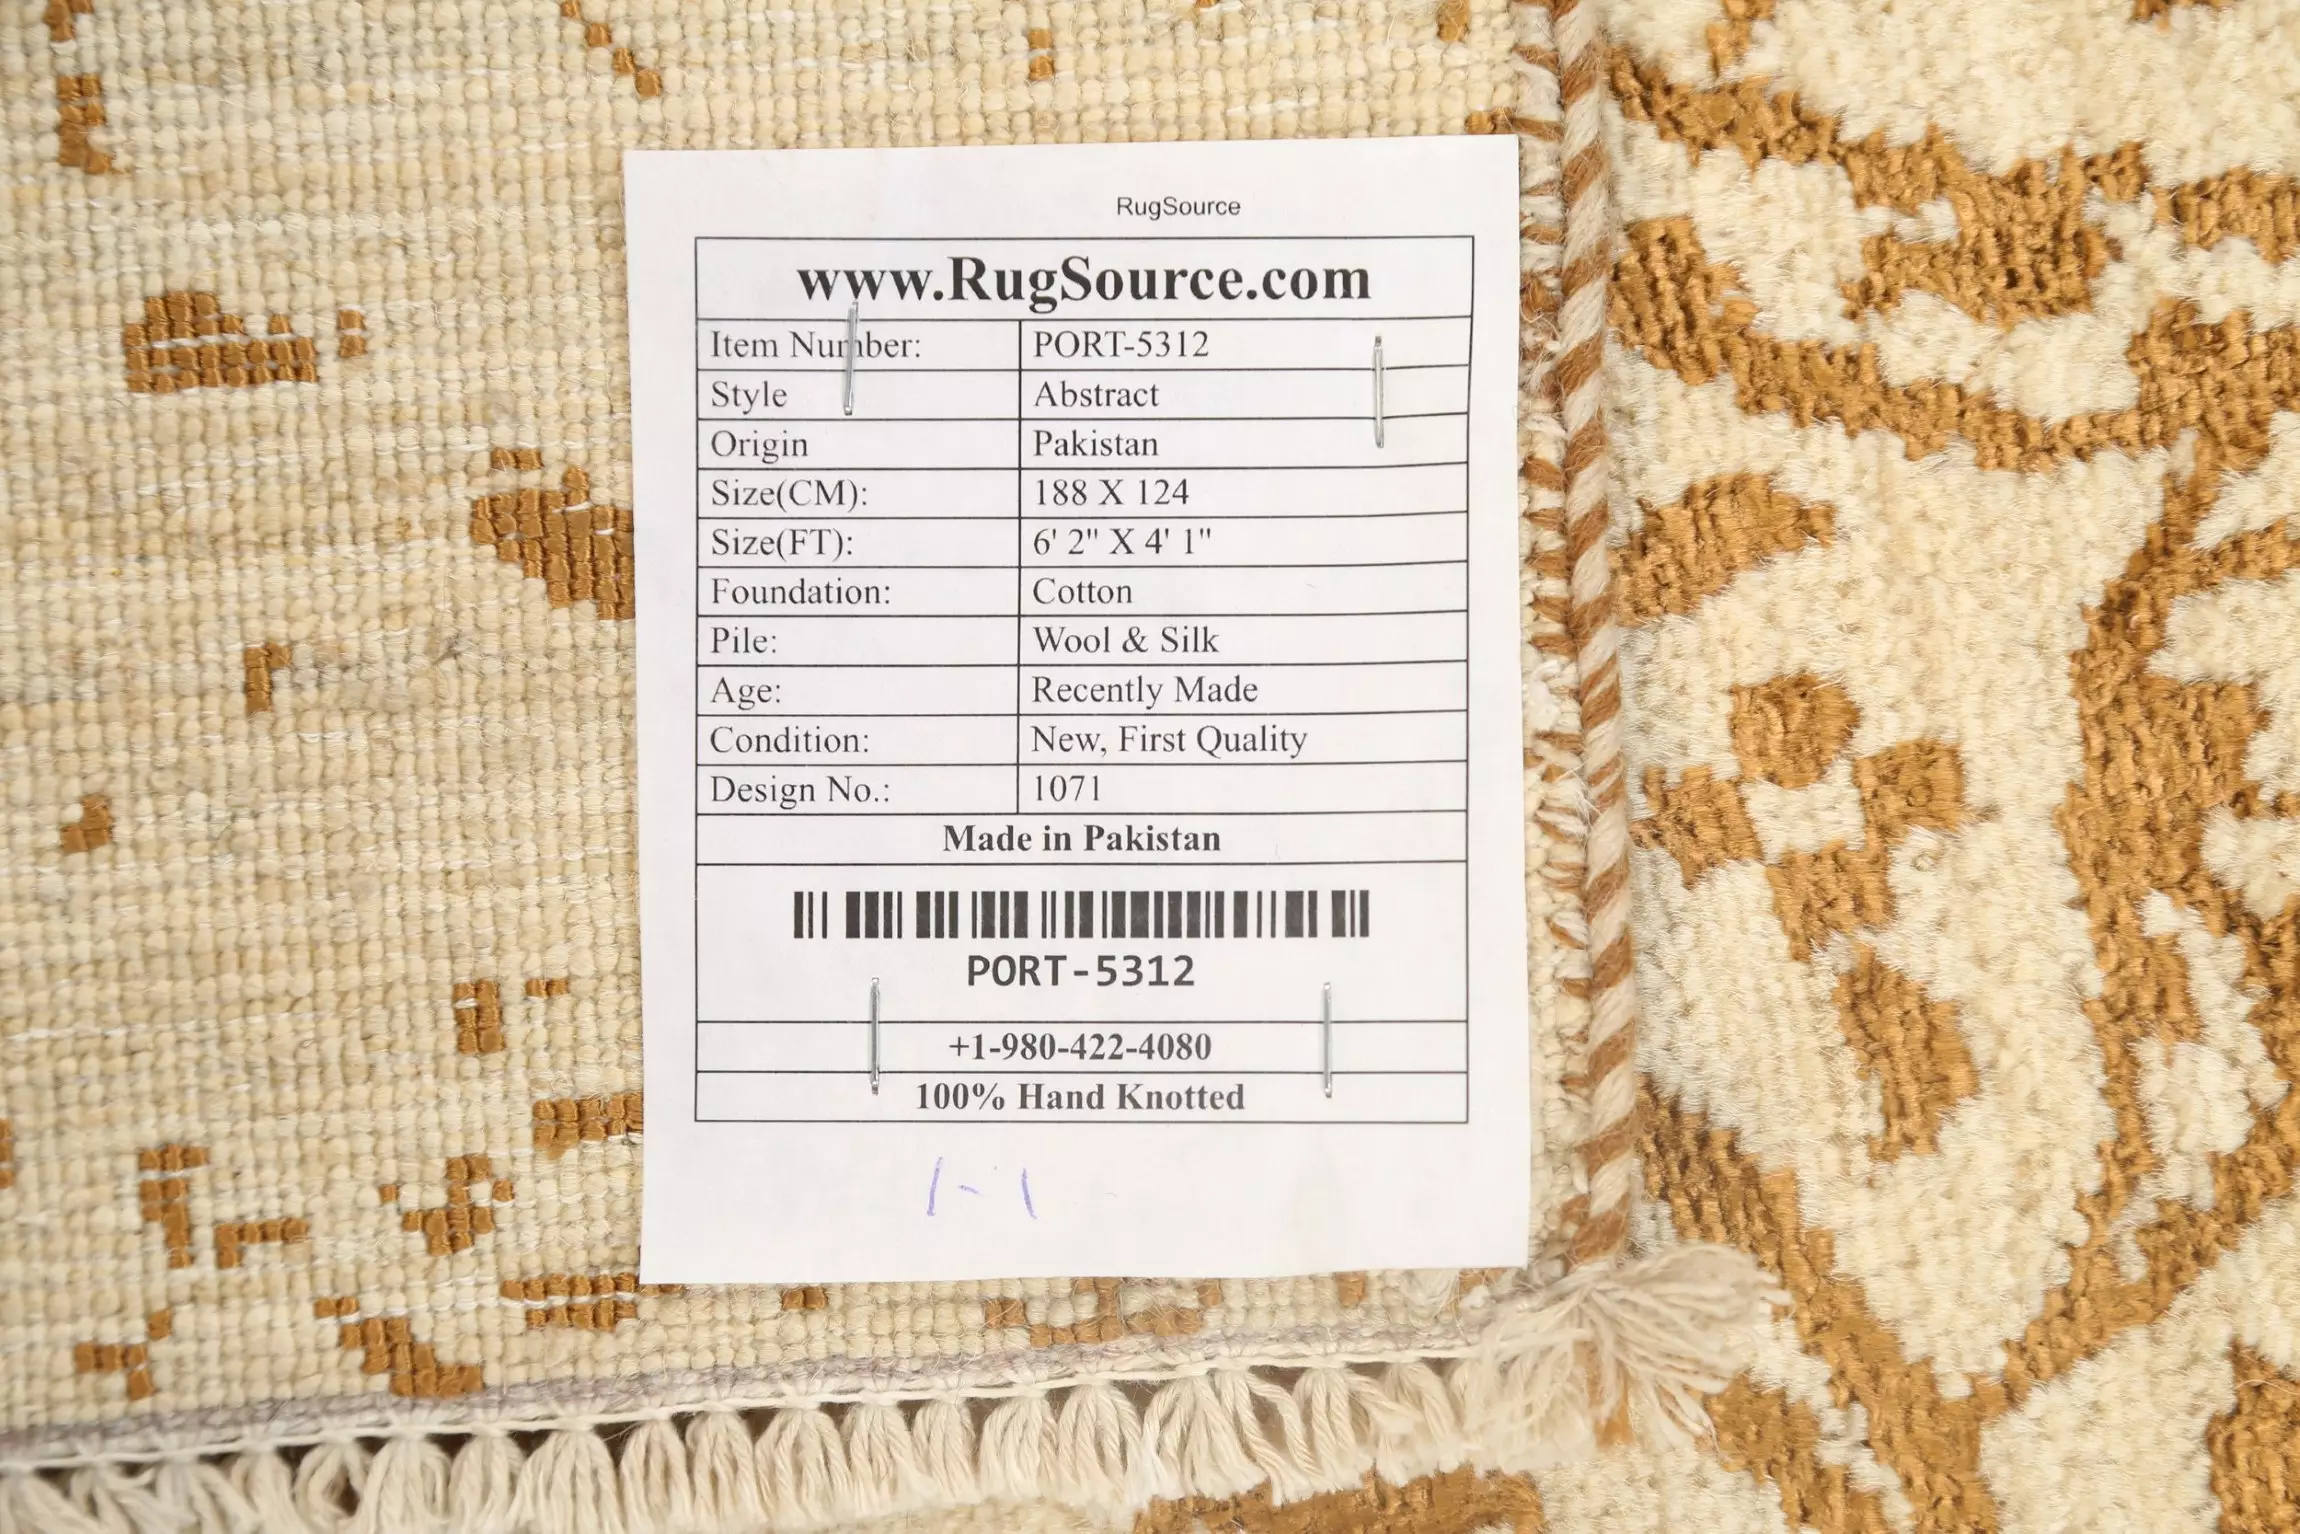 RugSource
www.RugSource.com
Item Number: PORT-5312
Style Abstract
Origin Pakistan
Size(CM): 188 X 124
Size(FT): 6' 2" X 4' 1"
Foundation: Cotton
Pile: Wool & Silk
Age: Recently Made
Condition: New, First Quality
Design No.: 1071
Made in Pakistan
PORT-5312
+1-980-422-4080
100% Hand Knotted
1-1